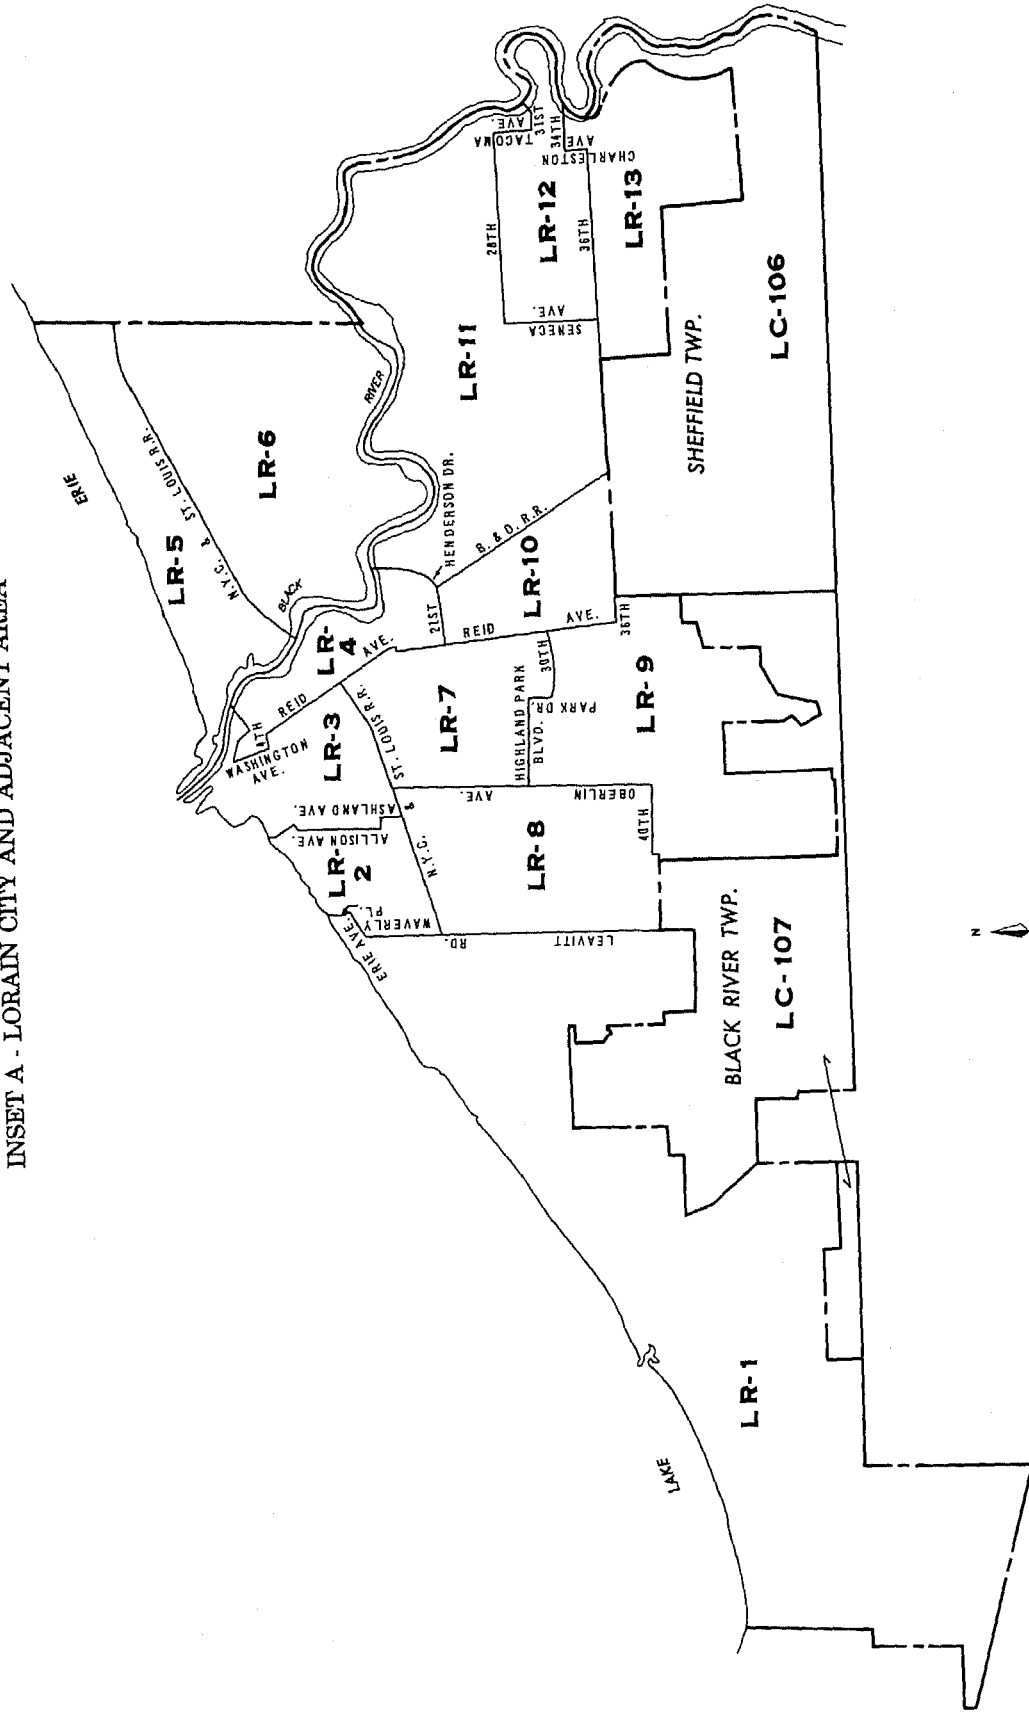 INSET A - LORAIN CITY AND ADJACENT AREA
ERIE
LR-5
N.Y.C. & ST. LOUIS R.R.
LR-6
BLACK
RIVER
LR-11
28TH
TACOMA
AVE.
31ST
34TH
AVE
CHARLESTON
LR-12
36TH
SENECA
AVE.
LR-13
LC-106
SHEFFIELD TWP.
HENDERSON DR.
B. & O. R.R.
LR-10
21ST
REID
AVE.
36TH
LR-
4
REID
AVE.
4TH
WASHINGTON
AVE.
LR-3
N.Y.C. & ST. LOUIS R.R.
LR-7
HIGHLAND PARK
BLVD.
30TH
PARK DR.
LR-9
ASHLAND AVE.
ALLISON AVE.
LR-
2
OBERLIN
AVE.
40TH
LR-8
WAVERLY
PL.
ERIE AVE.
LEAVITT
RD.
BLACK RIVER TWP.
LC-107
LR-1
LAKE
N